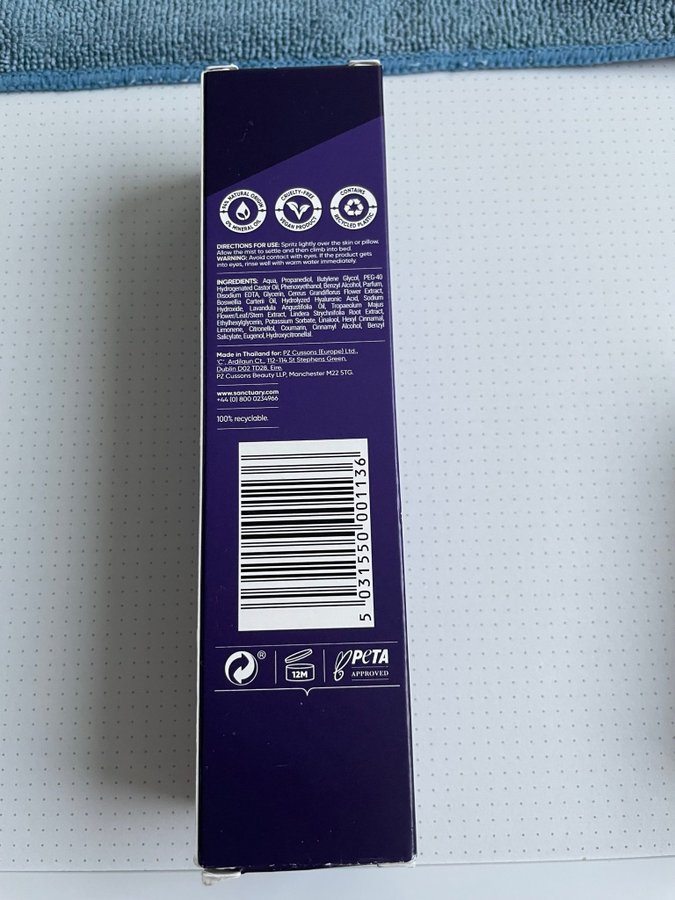 94% NATURAL ORIGIN
0% MINERAL OIL
CRUELTY-FREE
VEGAN PRODUCT
CONTAINS
RECYCLED PLASTIC
DIRECTIONS FOR USE: Spritz lightly over the skin or pillow.
Allow the mist to settle and then climb into bed.
WARNING: Avoid contact with eyes. If the product gets
into eyes, rinse well with warm water immediately.
INGREDIENTS: Aqua, Propanediol, Butylene Glycol, PEG-40
Hydrogenated Castor Oil, Phenoxyethanol, Benzyl Alcohol, Parfum,
Disodium EDTA, Glycerin, Cereus Grandiflorus Flower Extract,
Boswellia Carterii Oil, Hydrolyzed Hyaluronic Acid, Sodium
Hydroxide, Lavandula Angustifolia Oil, Tropaeolum Majus
Flower/Leaf/Stem Extract, Lindera Strychnifolia Root Extract,
Ethylhexylglycerin, Potassium Sorbate, Linalool, Hexyl Cinnamal,
Limonene, Citronellol, Coumarin, Cinnamyl Alcohol, Benzyl
Salicylate, Eugenol, Hydroxycitronellal.
Made in Thailand for: PZ Cussons (Europe) Ltd.,
'C', Ardilaun Ct., 112-114 St Stephens Green,
Dublin D02 TD28, Eire.
PZ Cussons Beauty LLP, Manchester M22 5TG.
www.sanctuary.com
+44 (0) 800 0234966
100% recyclable.
5 031550 001136
®
12M
PETA
APPROVED